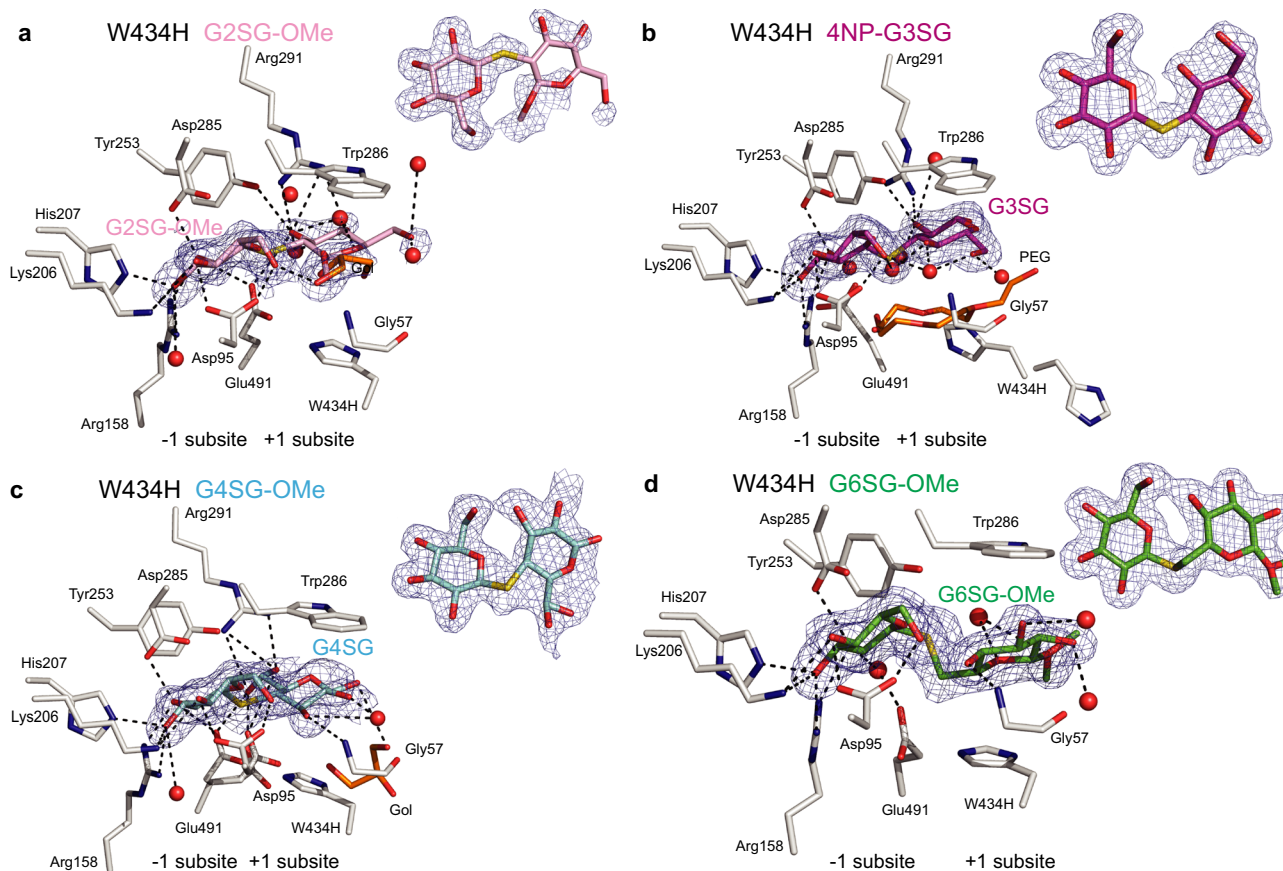 a W434H G2SG-OMe
Arg291
Asp285
Tyr253
Trp286
His207
G2SG-OMe
Lys206
Gol
Gly57
Asp95
Glu491
W434H
Arg158
-1 subsite +1 subsite
b W434H 4NP-G3SG
Arg291
Asp285
Trp286
Tyr253
His207
G3SG
Lys206
PEG
Gly57
Asp95
Glu491
W434H
Arg158
-1 subsite +1 subsite
c W434H G4SG-OMe
Arg291
Asp285
Trp286
Tyr253
G4SG
His207
Lys206
Gly57
Asp95
Gol
Glu491
W434H
Arg158
-1 subsite +1 subsite
d W434H G6SG-OMe
Asp285
Trp286
Tyr253
His207
G6SG-OMe
Lys206
Gly57
Asp95
Glu491
W434H
Arg158
-1 subsite +1 subsite